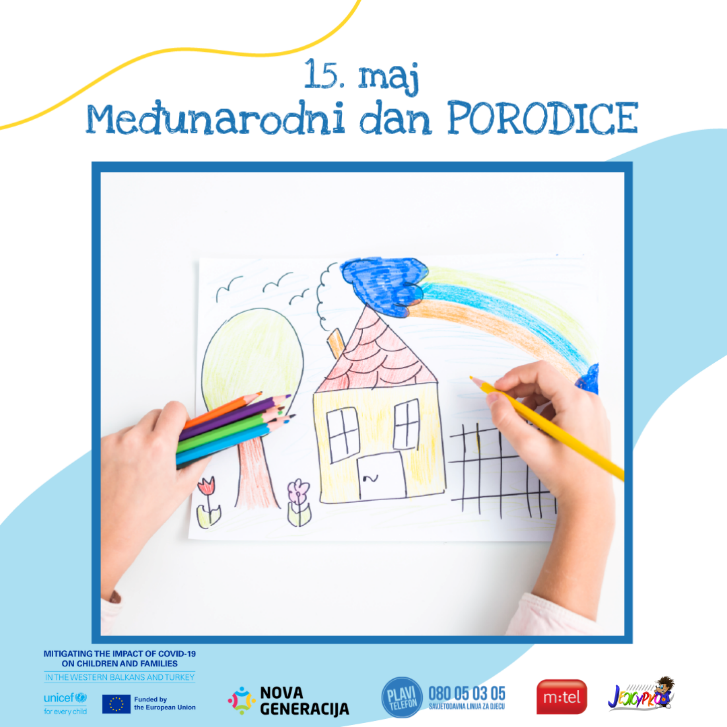 15. maj
Međunarodni dan PORODICE
MITIGATING THE IMPACT OF COVID-19
ON CHILDREN AND FAMILIES
IN THE WESTERN BALKANS AND TURKEY
unicef
for every child
Funded by
the European Union
NOVA
GENERACIJA
PLAVI
TELEFON
080 05 03 05
SAVJETODAVNA LINIJA ZA DJECU
m:tel